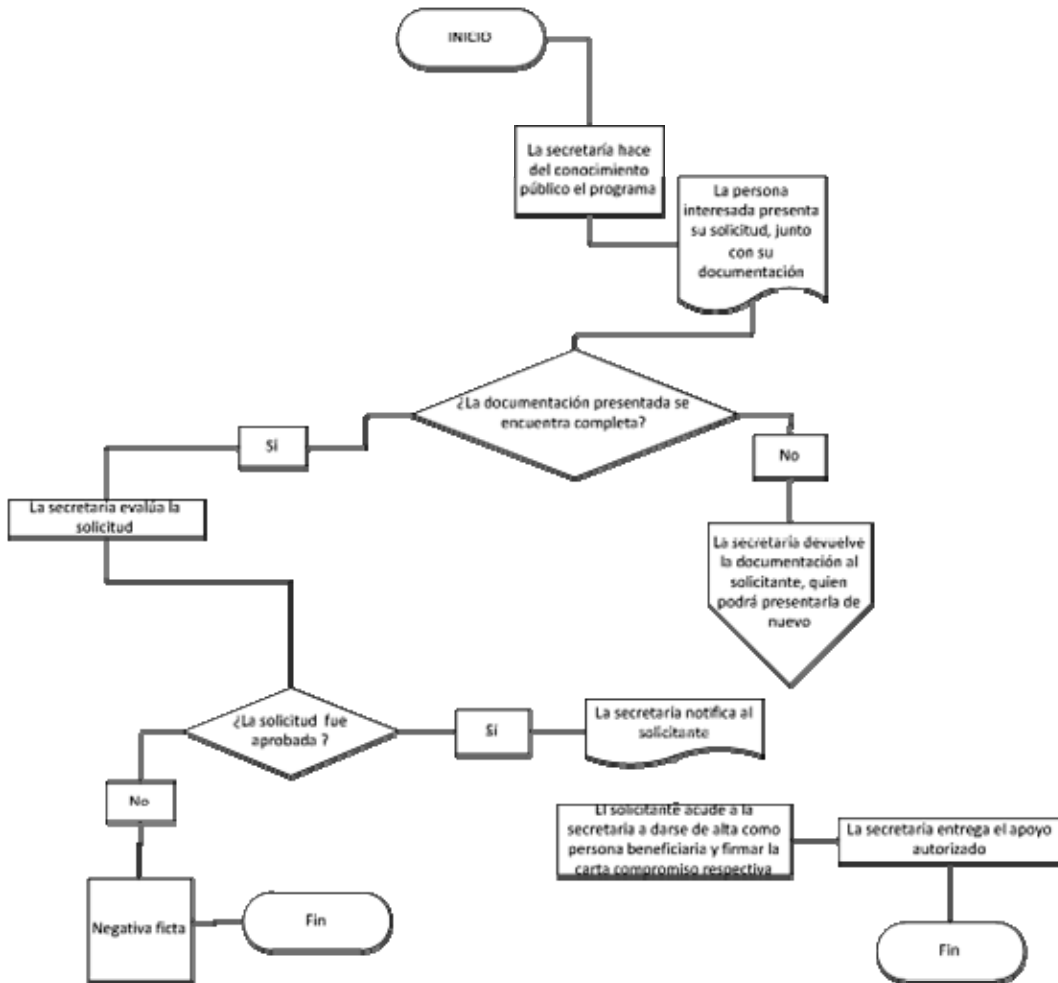 INICIO
La secretaría hace
del conocimiento
público el programa
La persona
interesada presenta
su solicitud, junto
con su
documentación
¿La documentación presentada se
encuentra completa?
Sí
No
La secretaría evalúa la
solicitud
La secretaría devuelve
la documentación al
solicitante, quien
podrá presentarla de
nuevo
¿La solicitud fue
aprobada ?
Sí
La secretaría notifica al
solicitante
No
El solicitante acude a la
secretaría a darse de alta como
persona beneficiaria y firmar la
carta compromiso respectiva
La secretaría entrega el apoyo
autorizado
Negativa ficta
Fin
Fin